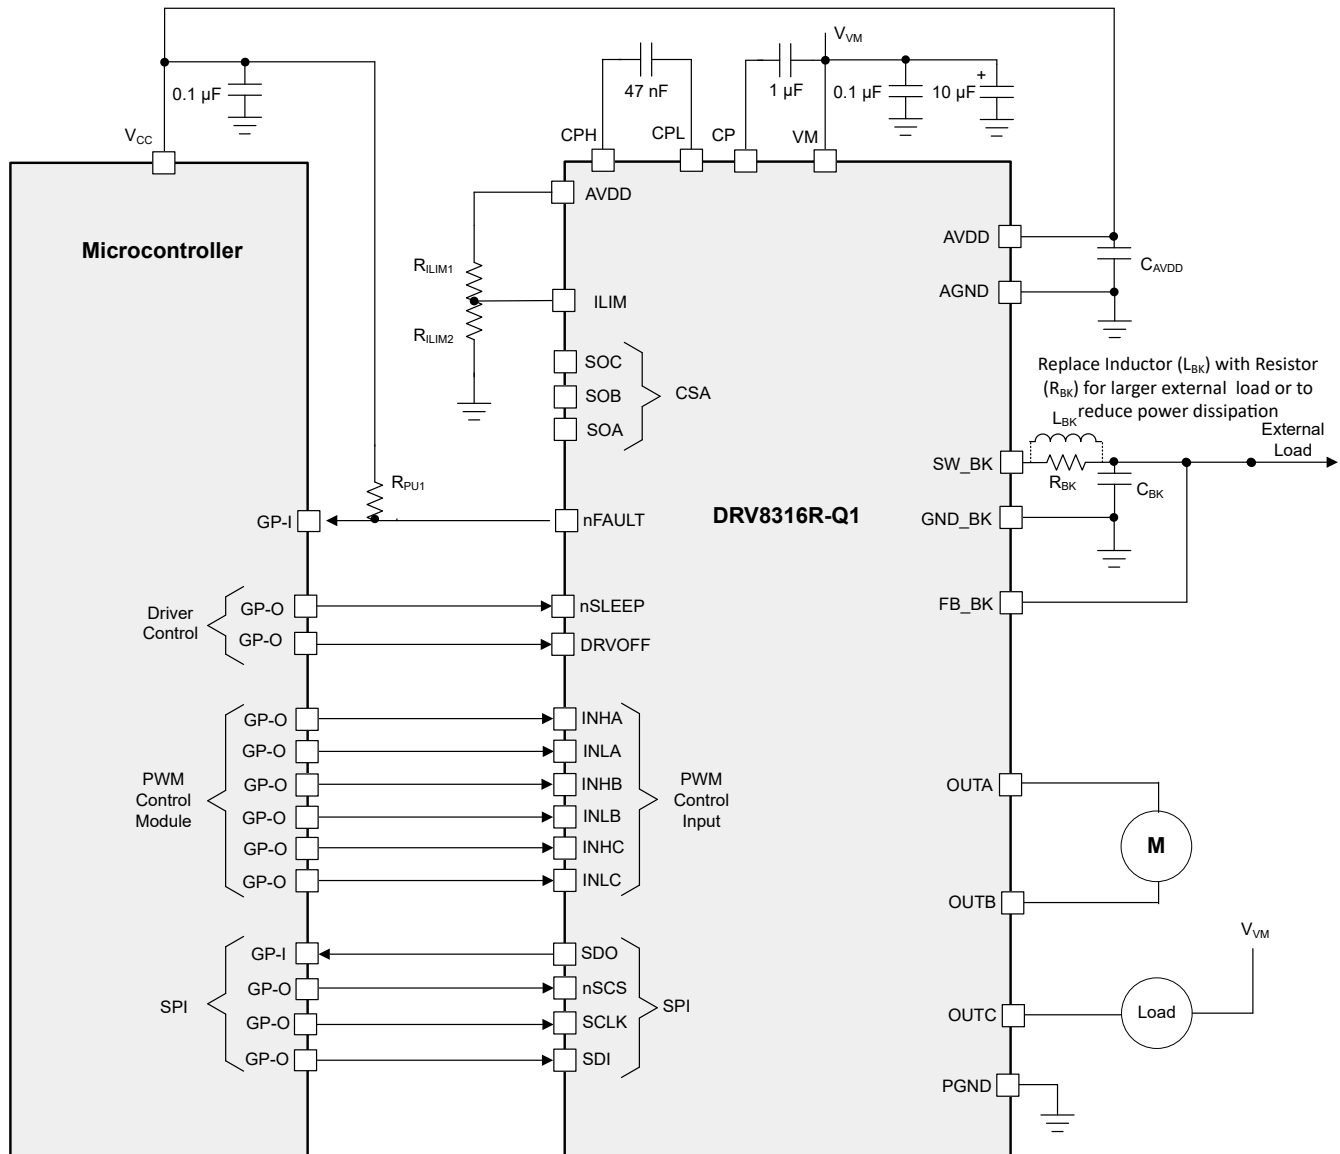 V_VM
+
0.1 µF
47 nF
1 µF
0.1 µF
10 µF
V_CC
CPH
CPL
CP
VM
Microcontroller
AVDD
R_ILIM1
ILIM
R_ILIM2
SOC
SOB
SOA
CSA
AVDD
C_AVDD
AGND
Replace Inductor (L_BK) with Resistor
(R_BK) for larger external load or to
reduce power dissipation
L_BK
External
Load
SW_BK
R_BK
C_BK
GND_BK
FB_BK
R_PU1
GP-I
nFAULT
DRV8316R-Q1
Driver
Control
GP-O
nSLEEP
GP-O
DRVOFF
PWM
Control
Module
GP-O
INHA
GP-O
INLA
GP-O
INHB
GP-O
INLB
GP-O
INHC
GP-O
INLC
PWM
Control
Input
OUTA
M
OUTB
V_VM
SPI
GP-I
SDO
GP-O
nSCS
GP-O
SCLK
GP-O
SDI
SPI
OUTC
Load
PGND